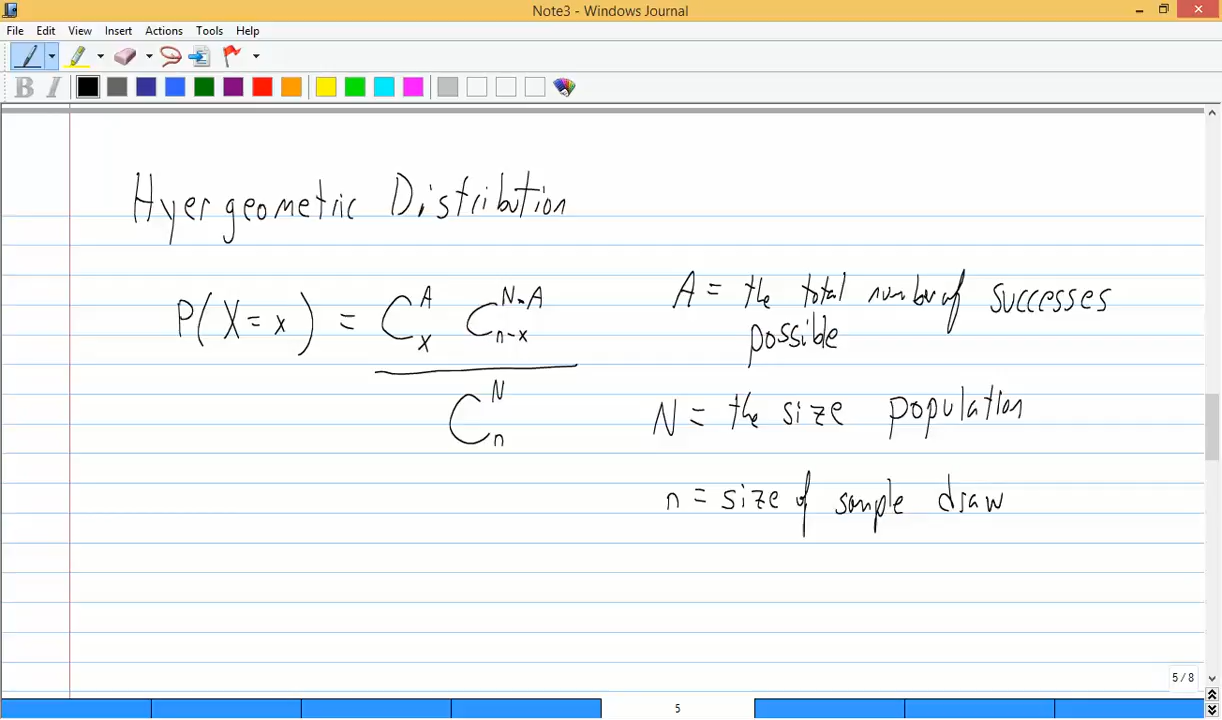 Note3 - Windows Journal
File Edit View Insert Actions Tools Help
B I
Hyergeometric Distribution
P(X=x) = C^A_x C^{N-A}_{n-x} / C^N_n
A = the total number of successes
possible
N = the size population
n = size of sample draw
5 / 8
5